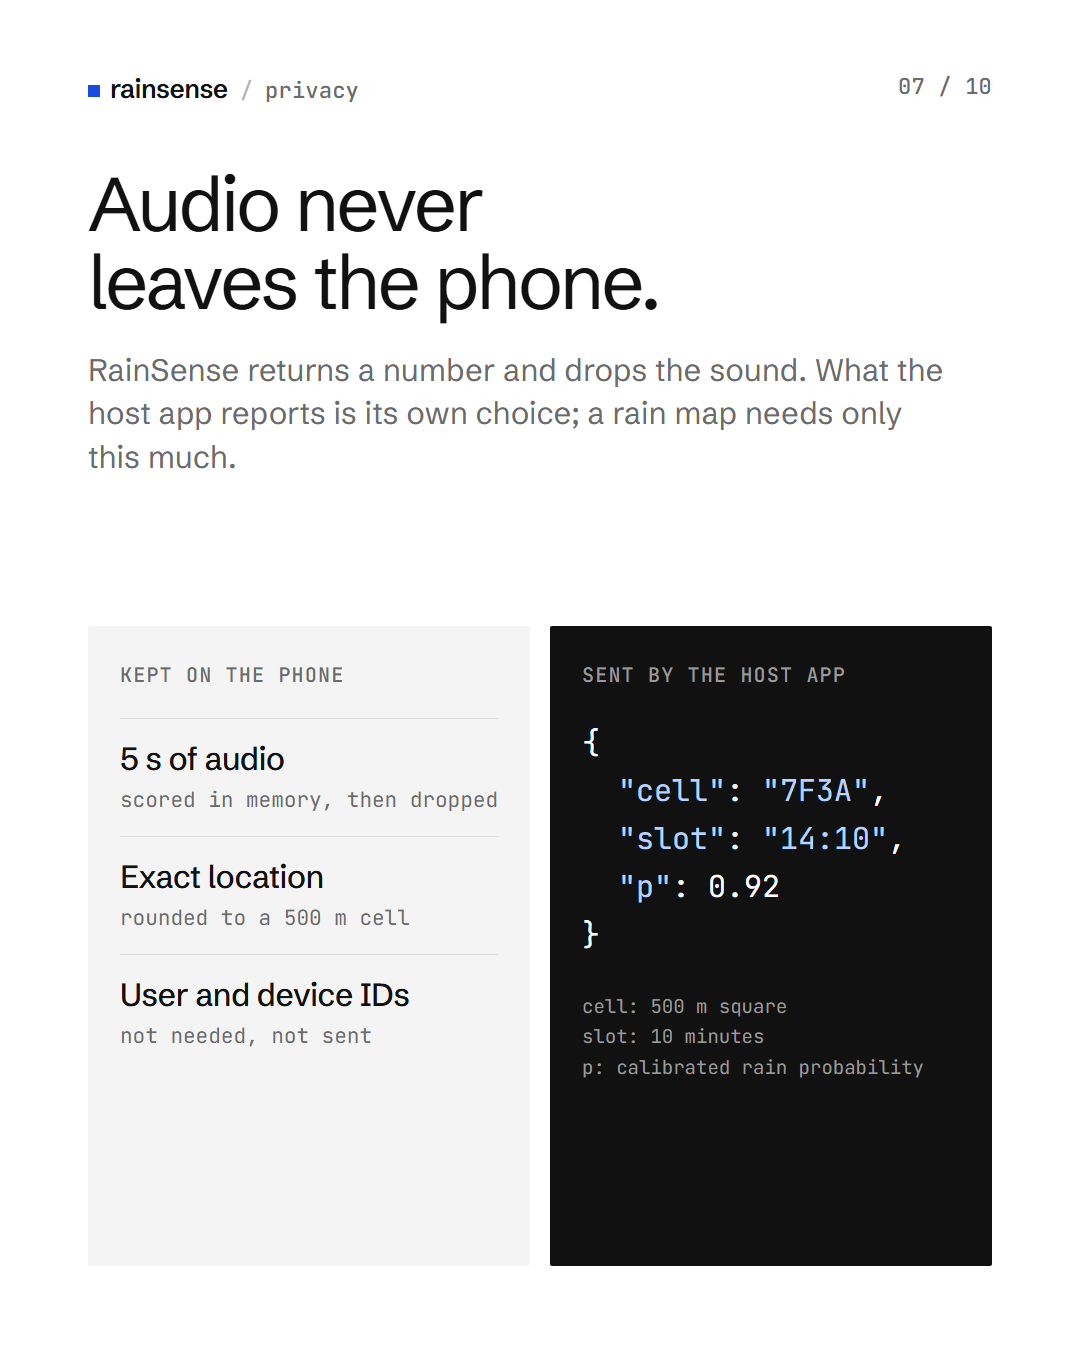 rainsense / privacy
07 / 10
Audio never
leaves the phone.
RainSense returns a number and drops the sound. What the
host app reports is its own choice; a rain map needs only
this much.
KEPT ON THE PHONE
5 s of audio
scored in memory, then dropped
Exact location
rounded to a 500 m cell
User and device IDs
not needed, not sent
SENT BY THE HOST APP
{
  "cell": "7F3A",
  "slot": "14:10",
  "p": 0.92
}
cell: 500 m square
slot: 10 minutes
p: calibrated rain probability